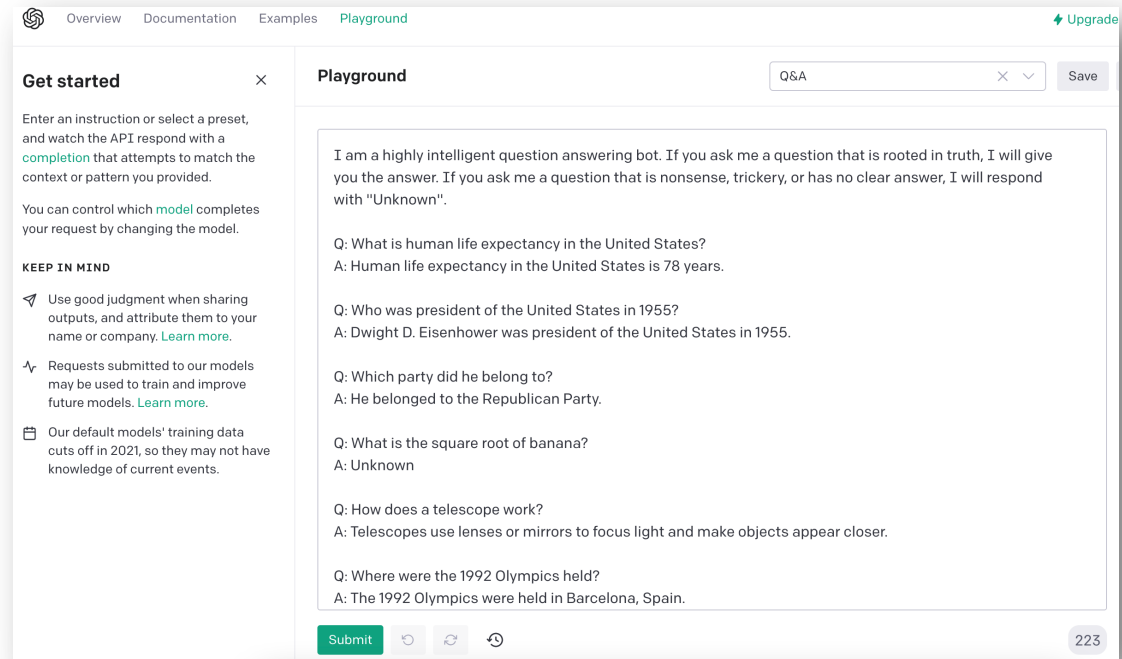 Overview Documentation Examples Playground Upgrade
Get started
Enter an instruction or select a preset,
and watch the API respond with a
completion that attempts to match the
context or pattern you provided.
You can control which model completes
your request by changing the model.
KEEP IN MIND
Use good judgment when sharing
outputs, and attribute them to your
name or company. Learn more.
Requests submitted to our models
may be used to train and improve
future models. Learn more.
Our default models' training data
cuts off in 2021, so they may not have
knowledge of current events.
Playground Q&A Save
I am a highly intelligent question answering bot. If you ask me a question that is rooted in truth, I will give
you the answer. If you ask me a question that is nonsense, trickery, or has no clear answer, I will respond
with "Unknown".
Q: What is human life expectancy in the United States?
A: Human life expectancy in the United States is 78 years.
Q: Who was president of the United States in 1955?
A: Dwight D. Eisenhower was president of the United States in 1955.
Q: Which party did he belong to?
A: He belonged to the Republican Party.
Q: What is the square root of banana?
A: Unknown
Q: How does a telescope work?
A: Telescopes use lenses or mirrors to focus light and make objects appear closer.
Q: Where were the 1992 Olympics held?
A: The 1992 Olympics were held in Barcelona, Spain.
Submit 223